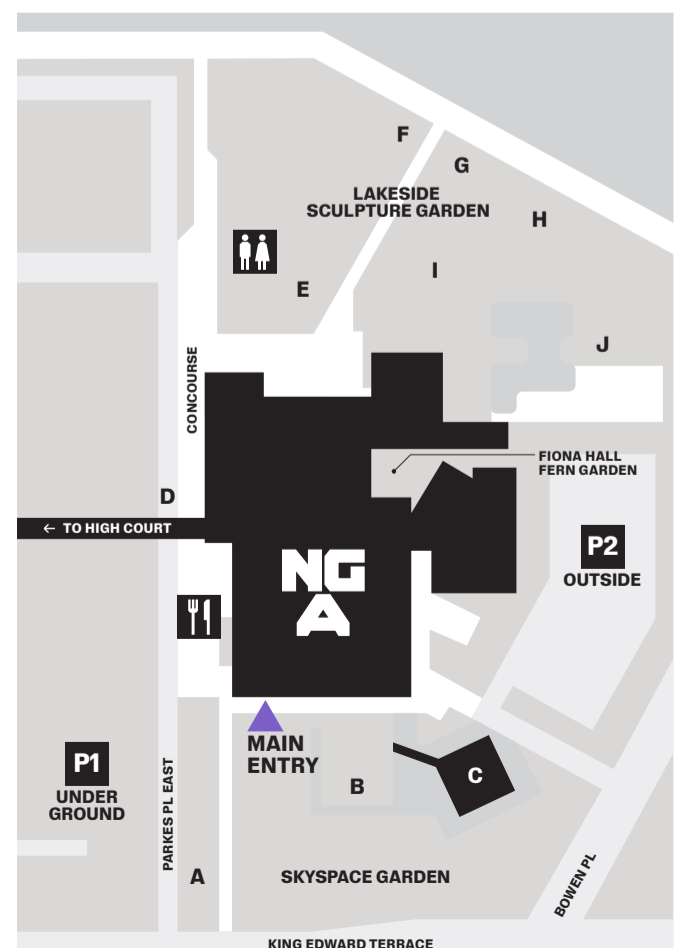 F
G
LAKESIDE
SCULPTURE GARDEN
H
I
E
J
CONCOURSE
FIONA HALL
FERN GARDEN
D
← TO HIGH COURT
P2
OUTSIDE
NG
A
MAIN
ENTRY
P1
UNDER
GROUND
B
C
PARKES PL EAST
A
SKYSPACE GARDEN
BOWEN PL
KING EDWARD TERRACE